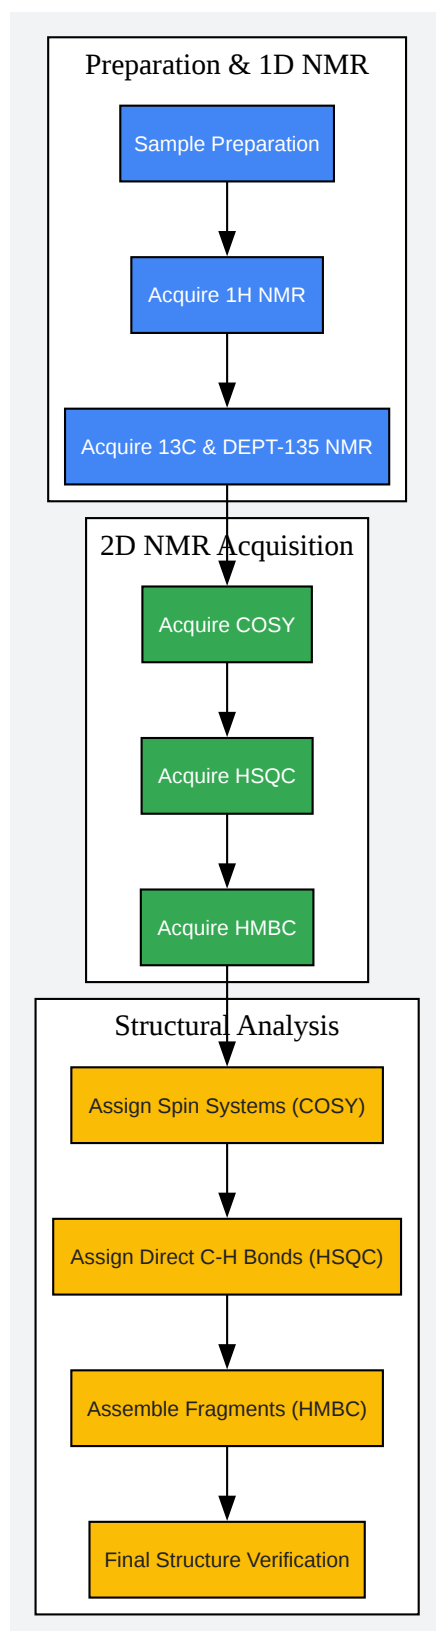 Preparation & 1D NMR
Sample Preparation
Acquire 1H NMR
Acquire 13C & DEPT-135 NMR
2D NMR Acquisition
Acquire COSY
Acquire HSQC
Acquire HMBC
Structural Analysis
Assign Spin Systems (COSY)
Assign Direct C-H Bonds (HSQC)
Assemble Fragments (HMBC)
Final Structure Verification